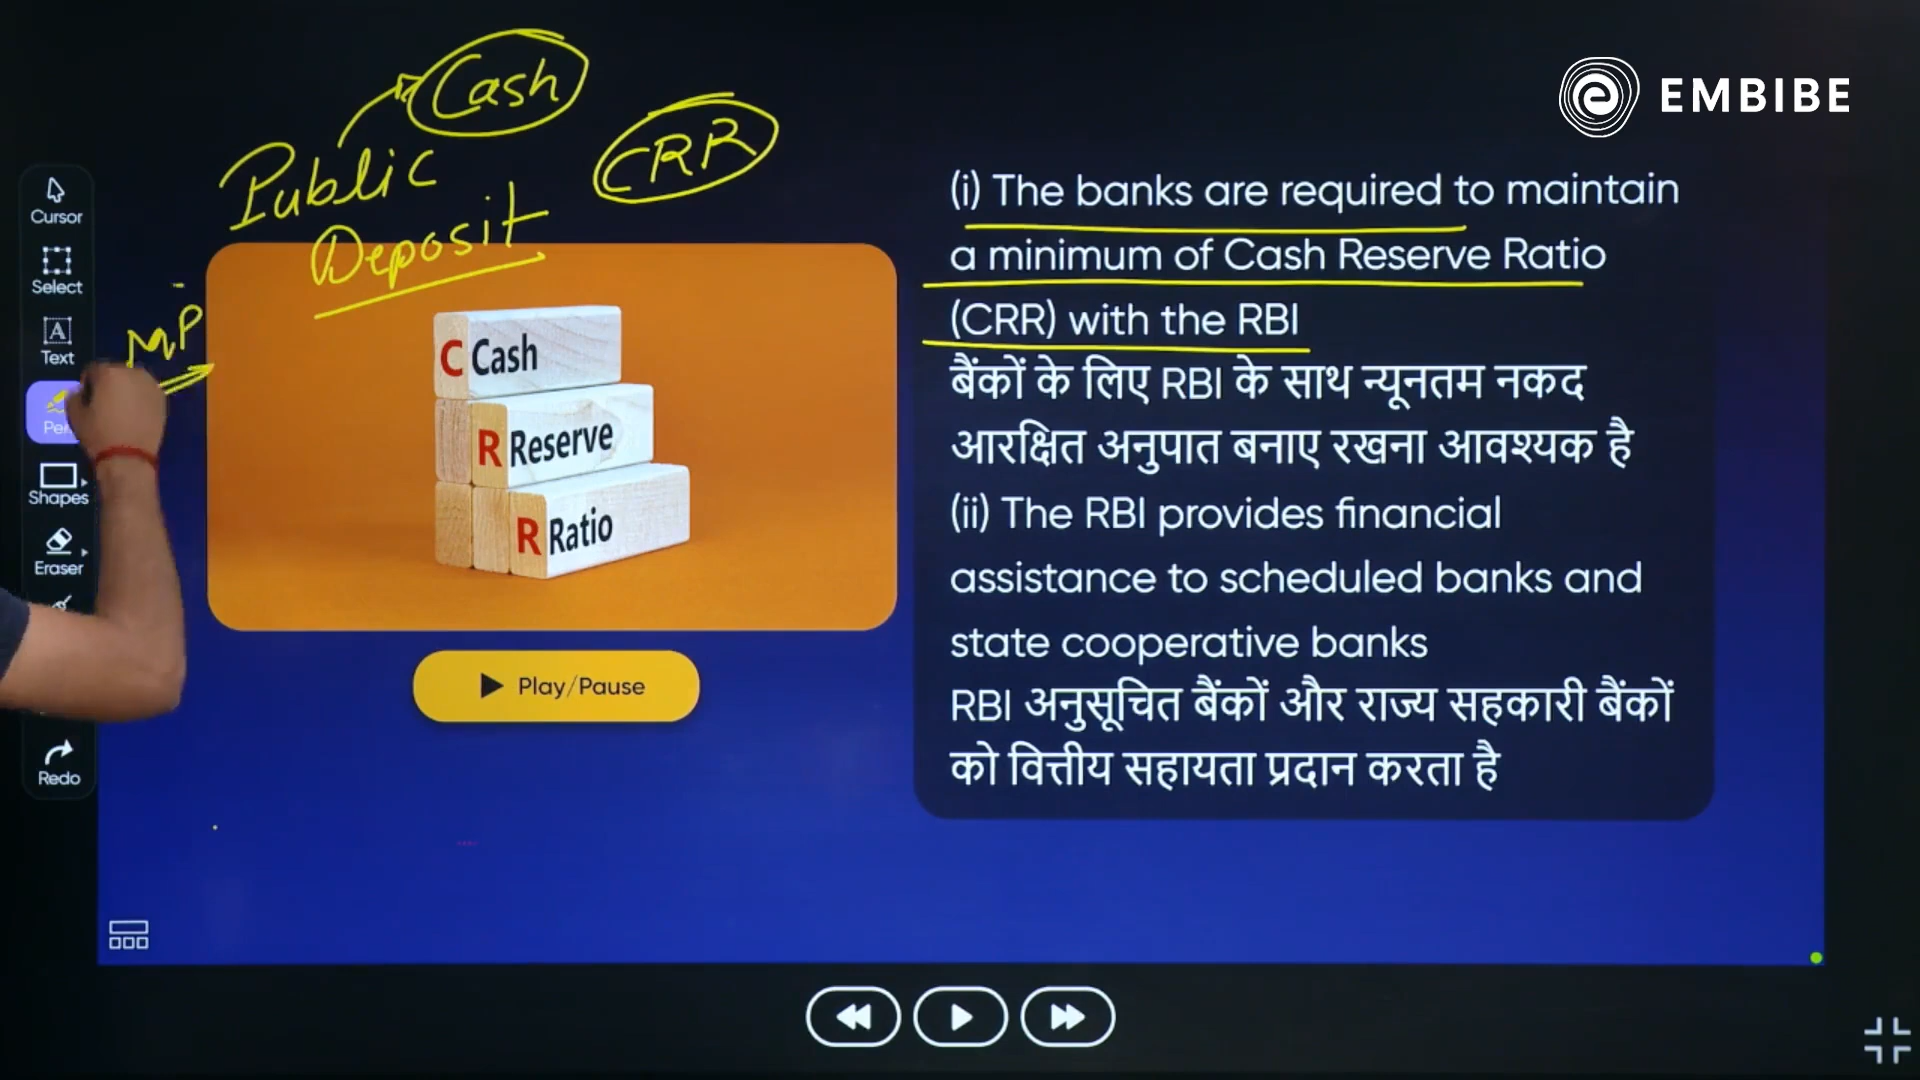 Cash
CRR
Public
Deposit
MP
EMBIBE
Cursor
Select
Text
Pen
Shapes
Eraser
Redo
C Cash
R Reserve
R Ratio
Play/Pause
(i) The banks are required to maintain
a minimum of Cash Reserve Ratio
(CRR) with the RBI
बैंकों के लिए RBI के साथ न्यूनतम नकद
आरक्षित अनुपात बनाए रखना आवश्यक है
(ii) The RBI provides financial
assistance to scheduled banks and
state cooperative banks
RBI अनुसूचित बैंकों और राज्य सहकारी बैंकों
को वित्तीय सहायता प्रदान करता है